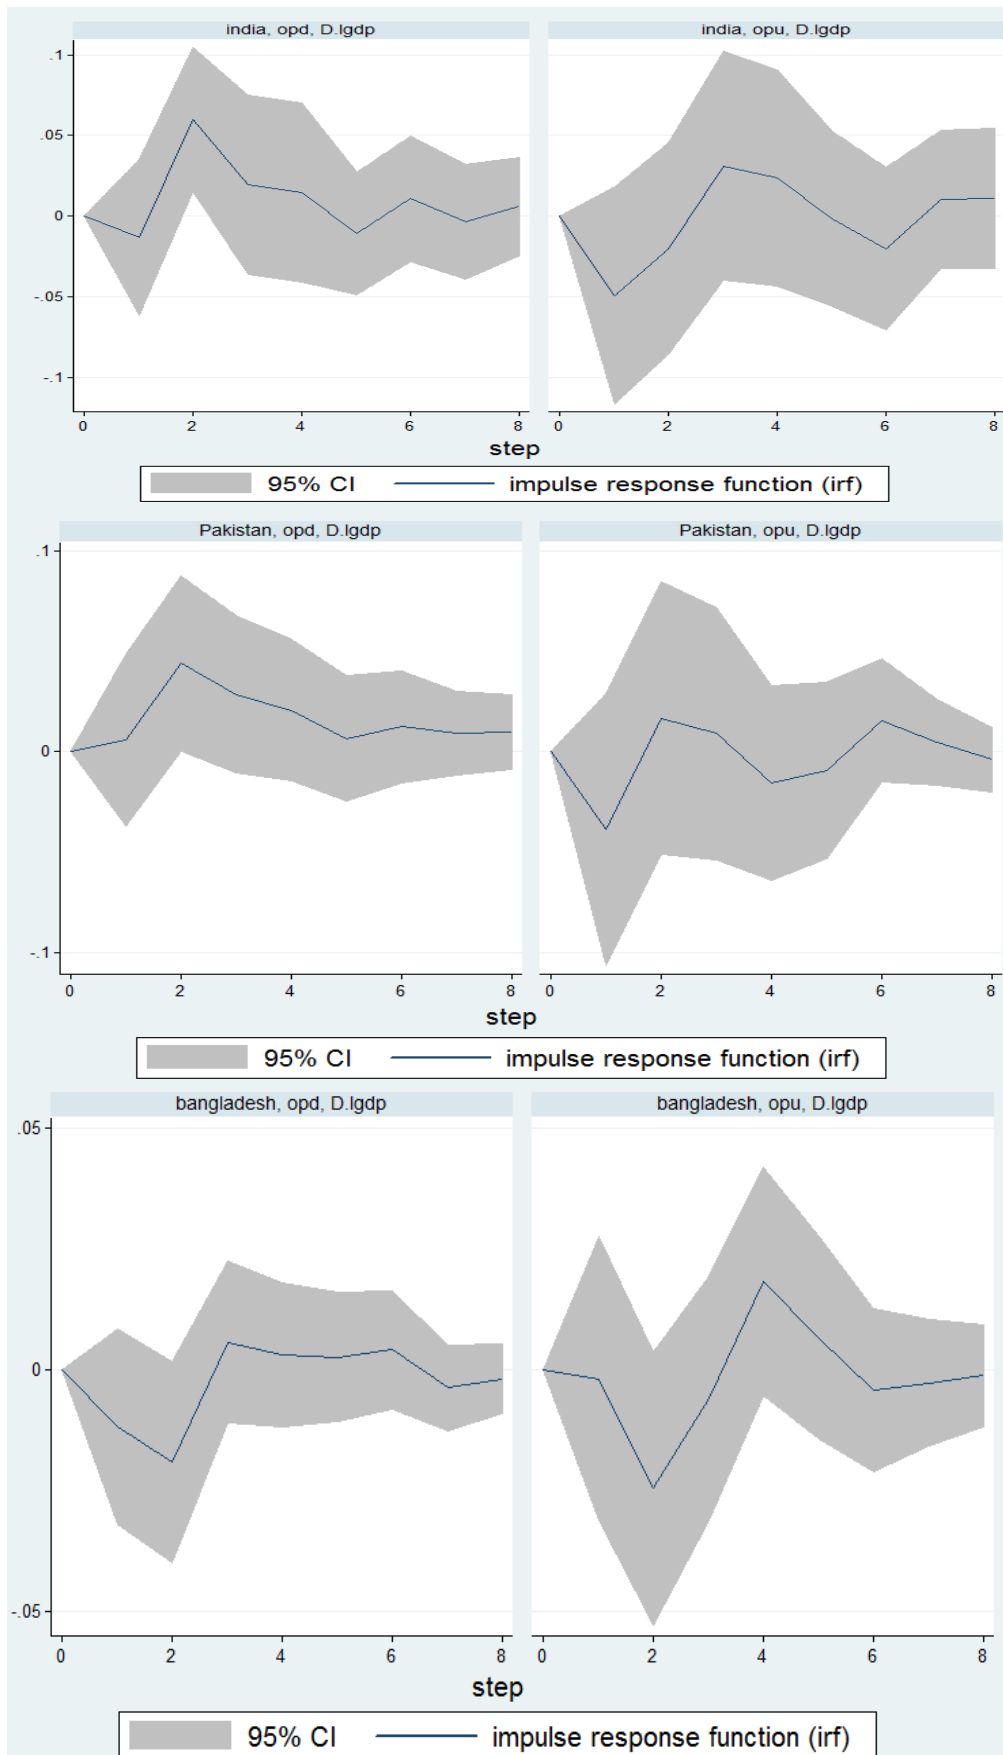 india, opd, D.lgdp
india, opu, D.lgdp
.1
.05
0
-.05
-.1
0 2 4 6 8
0 2 4 6 8
step
95% CI
impulse response function (irf)
Pakistan, opd, D.lgdp
Pakistan, opu, D.lgdp
.1
0
-.1
0 2 4 6 8
0 2 4 6 8
step
95% CI
impulse response function (irf)
bangladesh, opd, D.lgdp
bangladesh, opu, D.lgdp
.05
0
-.05
0 2 4 6 8
0 2 4 6 8
step
95% CI
impulse response function (irf)